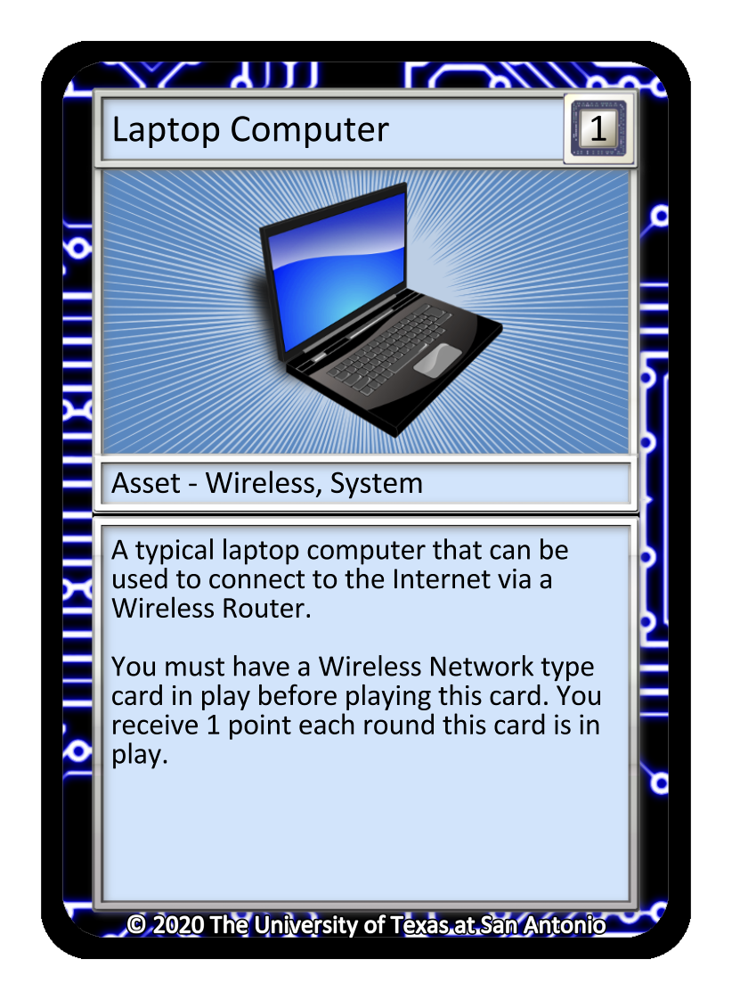 Laptop Computer
1
Asset - Wireless, System
A typical laptop computer that can be
used to connect to the Internet via a
Wireless Router.
You must have a Wireless Network type
card in play before playing this card. You
receive 1 point each round this card is in
play.
© 2020 The University of Texas at San Antonio